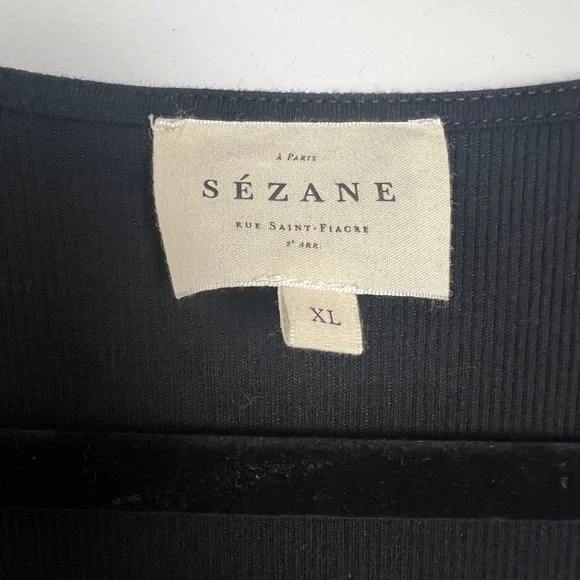 À PARIS
SÉZANE
RUE SAINT-FIACRE
2e ARR.
XL